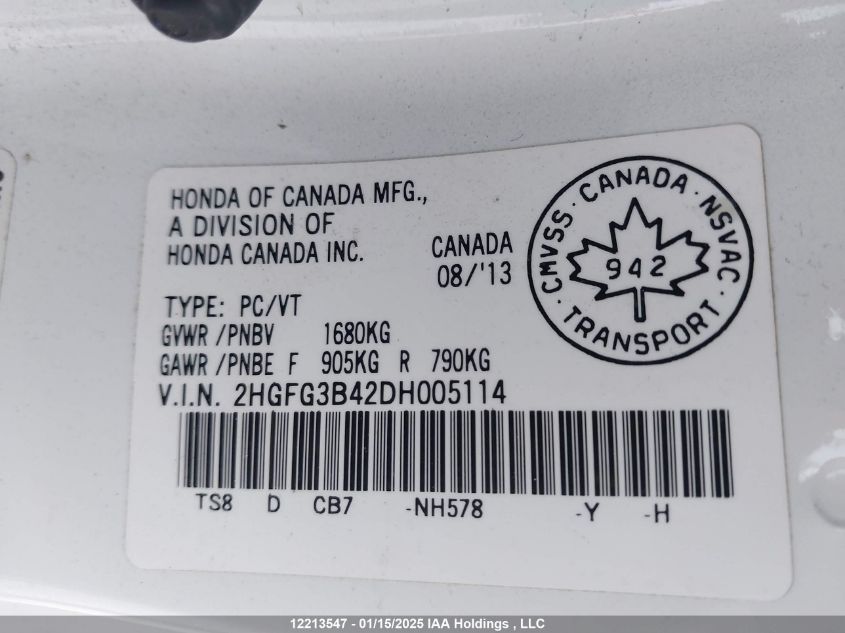 HONDA OF CANADA MFG.,
A DIVISION OF
HONDA CANADA INC.
CANADA
08/'13
TYPE: PC/VT
GVWR /PNBV 1680KG
GAWR /PNBE F 905KG R 790KG
V.I.N. 2HGFG3B42DH005114
TS8 D CB7 -NH578 -Y -H
CMVSS · CANADA · NSVAC · TRANSPORT ·
942
12213547 - 01/15/2025 IAA Holdings , LLC